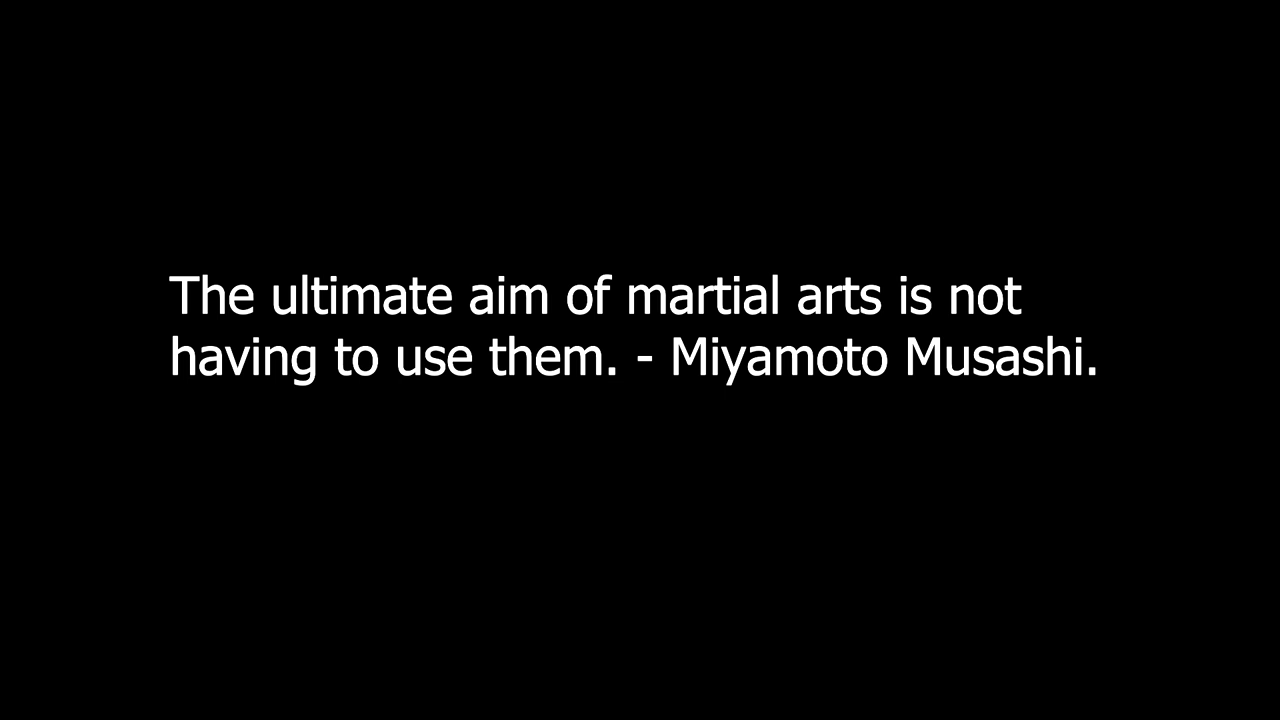 The ultimate aim of martial arts is not
having to use them. - Miyamoto Musashi.